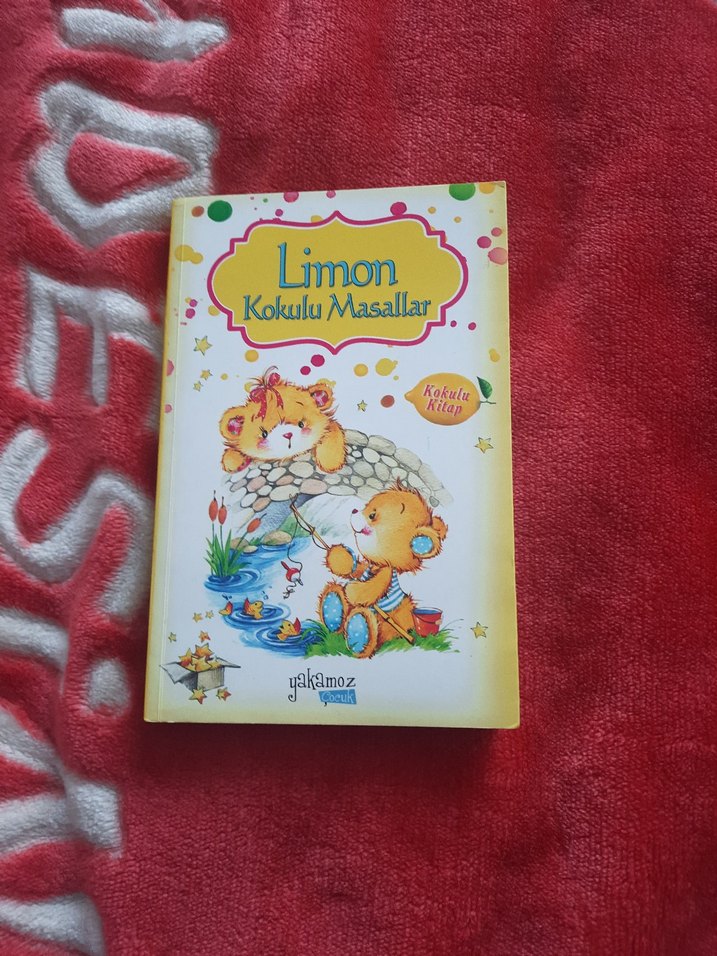 Limon
Kokulu Masallar
Kokulu
Kitap
yakamoz
Çocuk